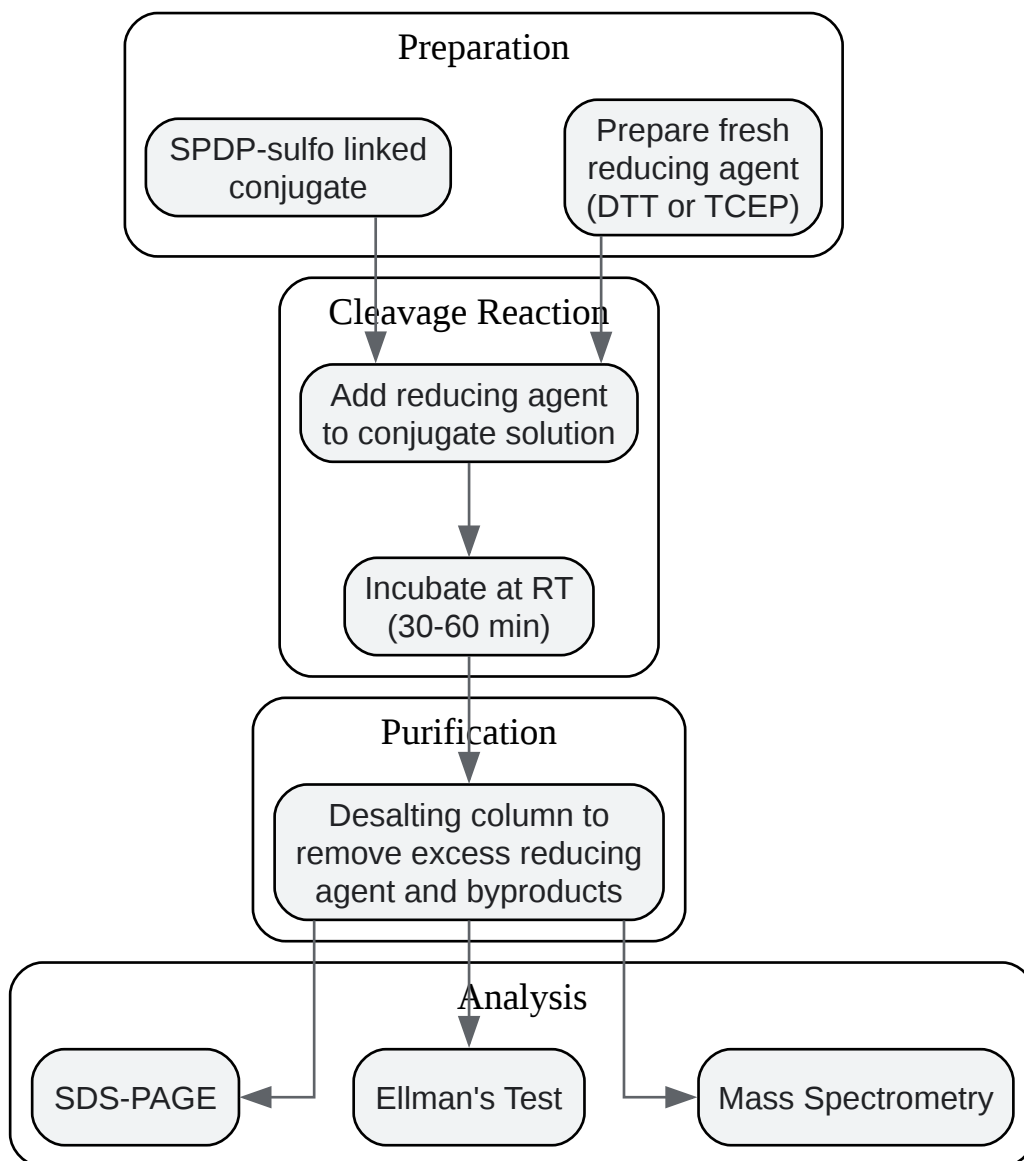 Preparation
SPDP-sulfo linked
conjugate
Prepare fresh
reducing agent
(DTT or TCEP)
Cleavage Reaction
Add reducing agent
to conjugate solution
Incubate at RT
(30-60 min)
Purification
Desalting column to
remove excess reducing
agent and byproducts
Analysis
SDS-PAGE
Ellman's Test
Mass Spectrometry